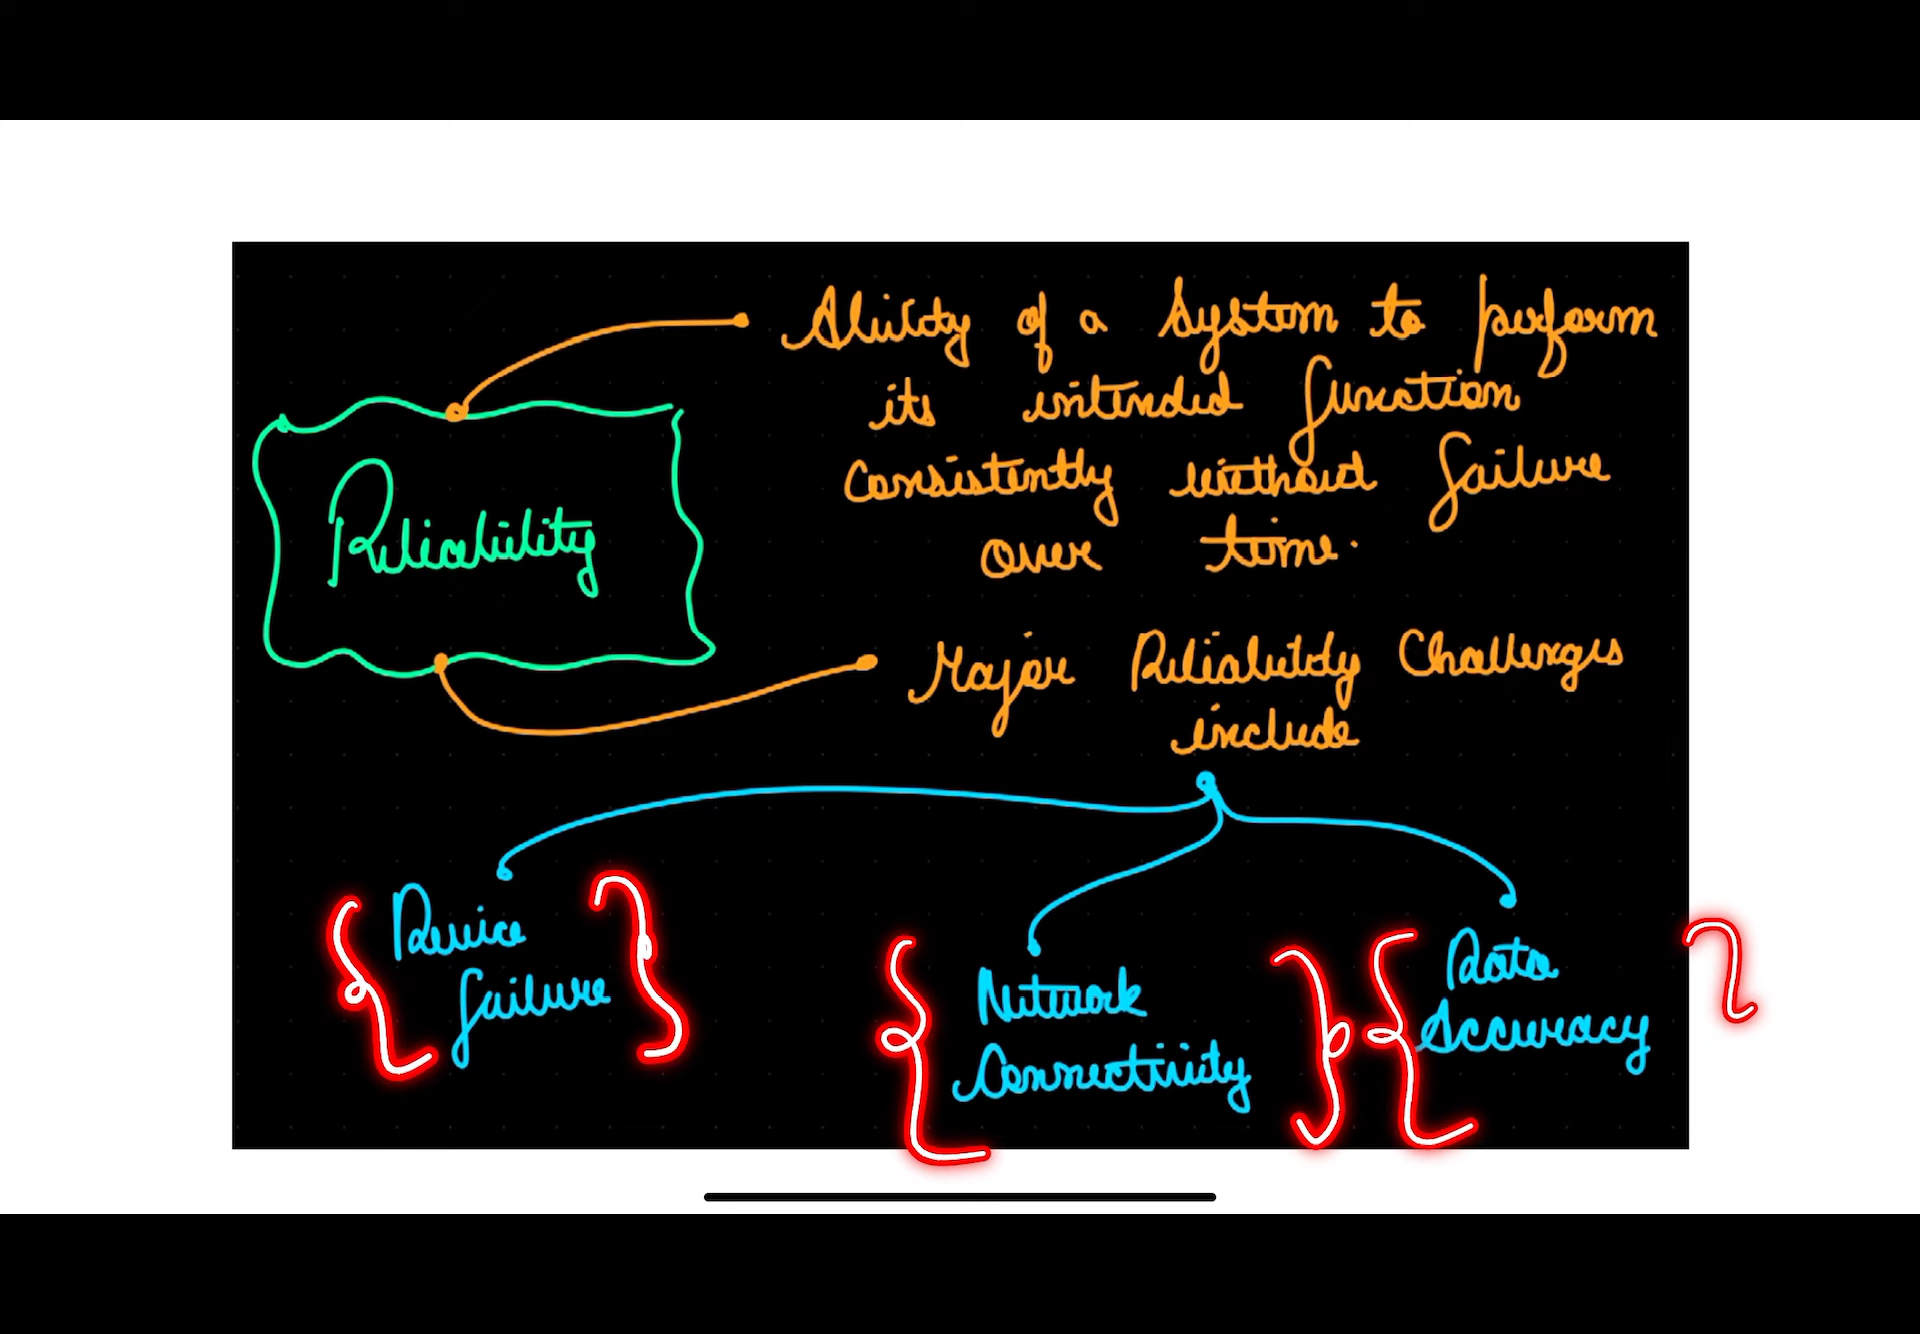 Reliability
Ability of a system to perform
its intended function
consistently without failure
over time.
Major Reliability Challenges
include
Device
failure
Network
Connectivity
Data
Accuracy